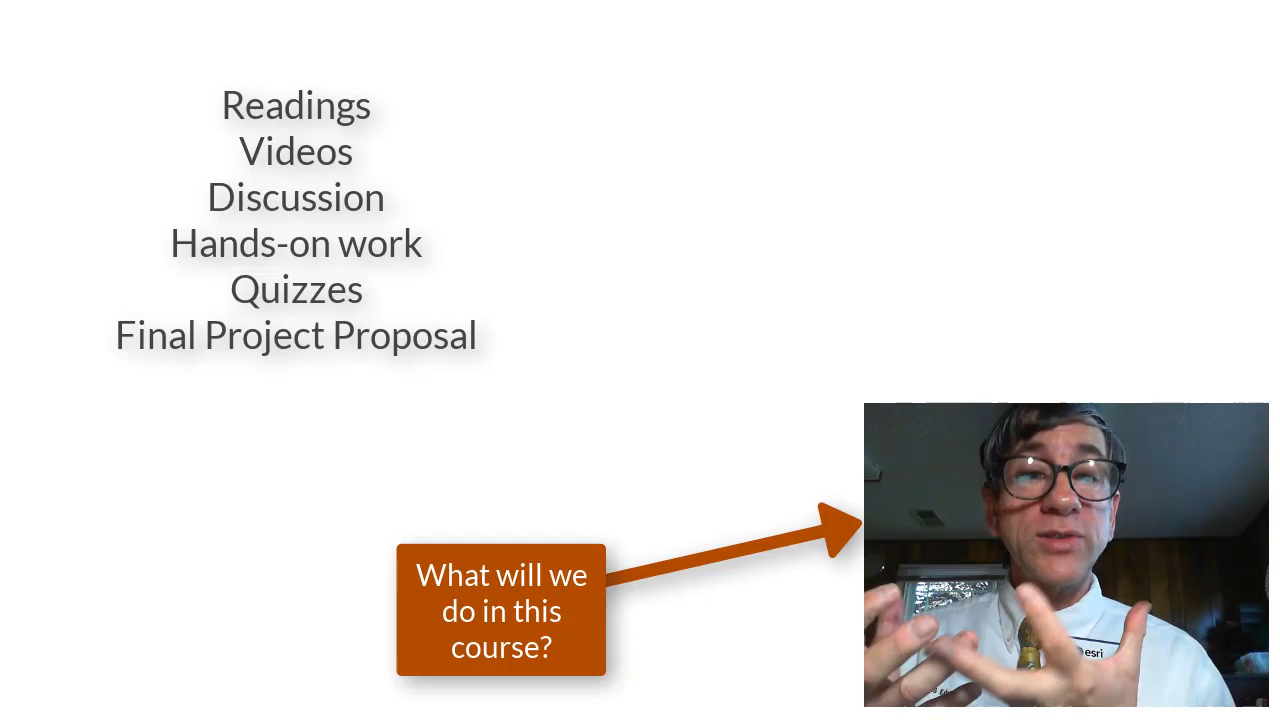 Readings
Videos
Discussion
Hands-on work
Quizzes
Final Project Proposal
What will we
do in this
course?
esri